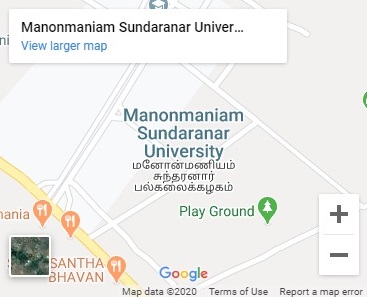 Manonmaniam Sundaranar Univer...
View larger map
Manonmaniam
Sundaranar
University
மனோன்மணியம்
சுந்தரனார்
பல்கலைக்கழகம்
Play Ground
mania
SANTHA
BHAVAN
+
−
Google
Map data ©2020 Terms of Use Report a map error